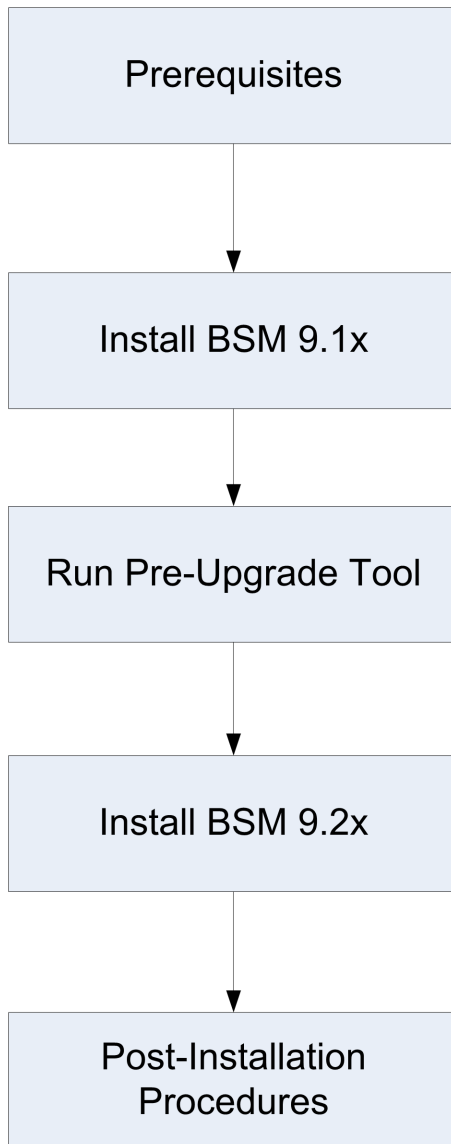 Prerequisites
Install BSM 9.1x
Run Pre-Upgrade Tool
Install BSM 9.2x
Post-Installation
Procedures